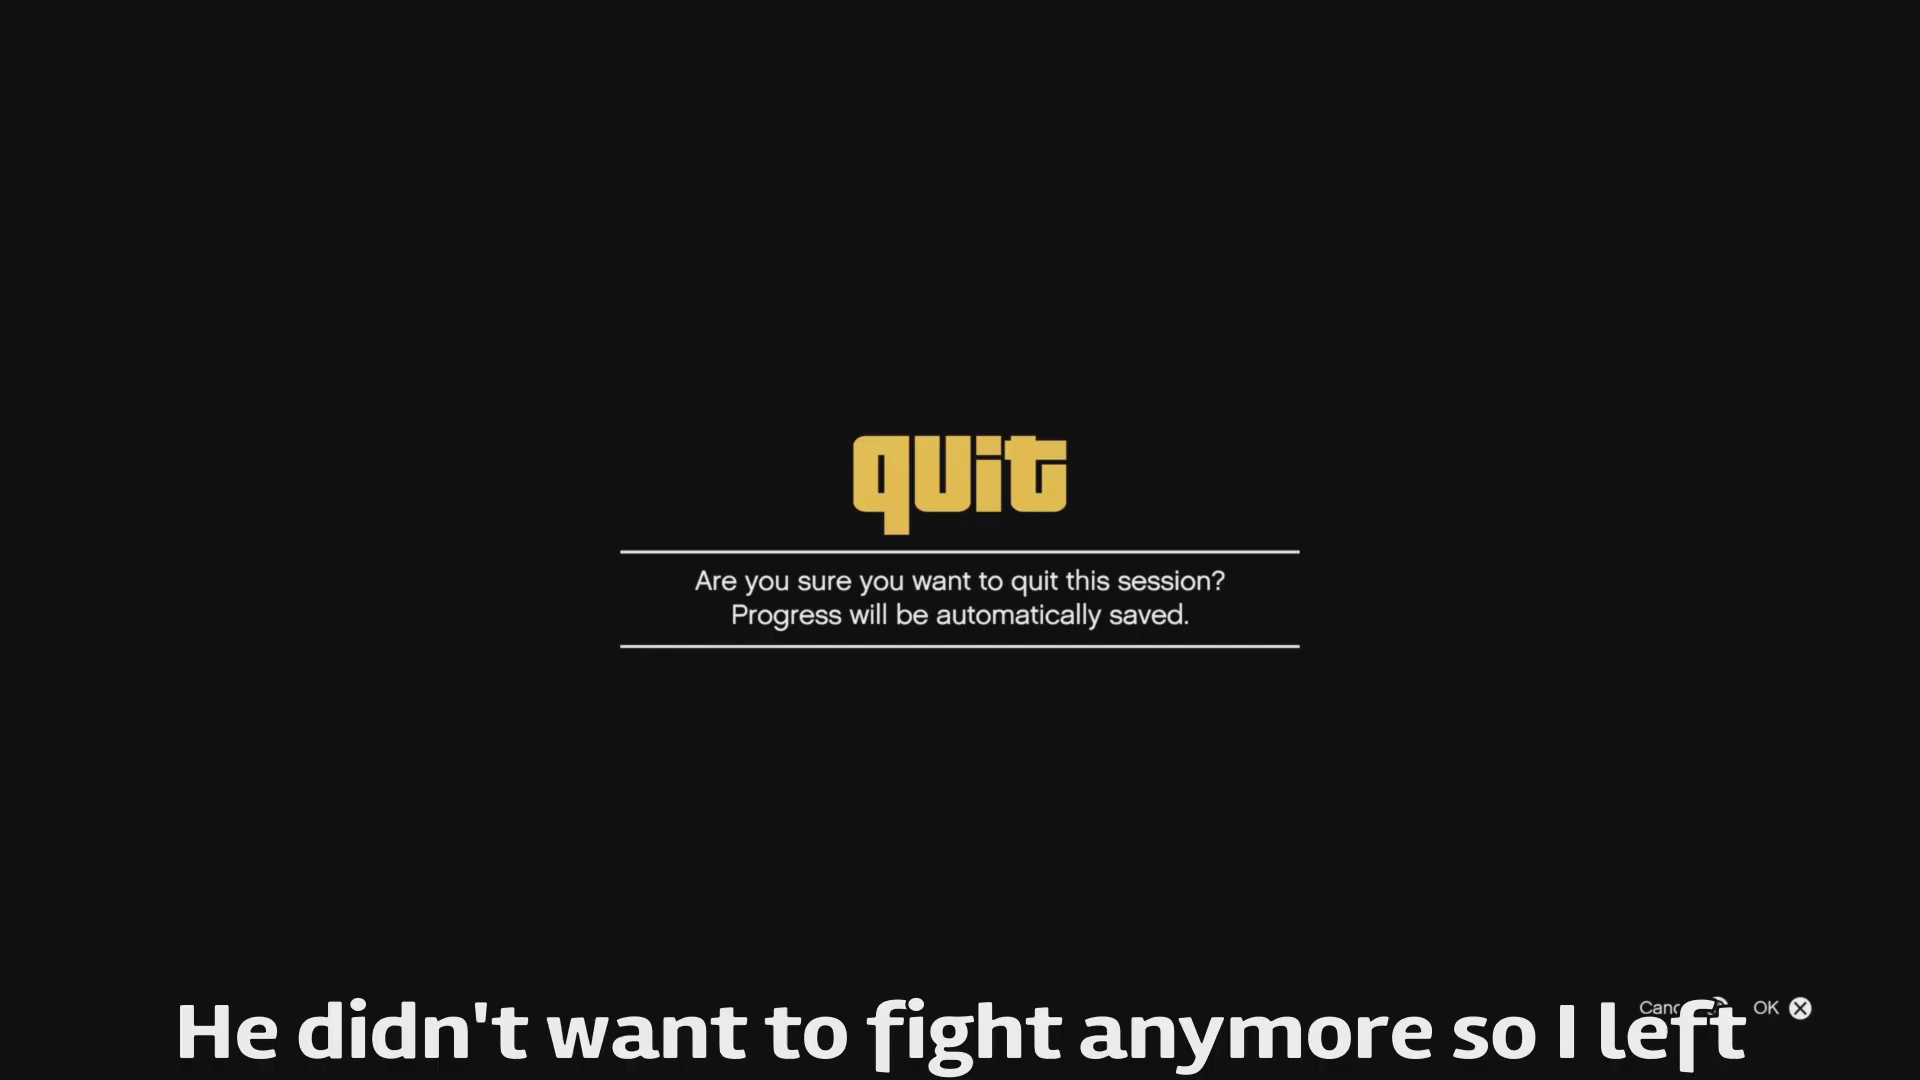 quit
Are you sure you want to quit this session?
Progress will be automatically saved.
OK
He didn't want to fight anymore so I left